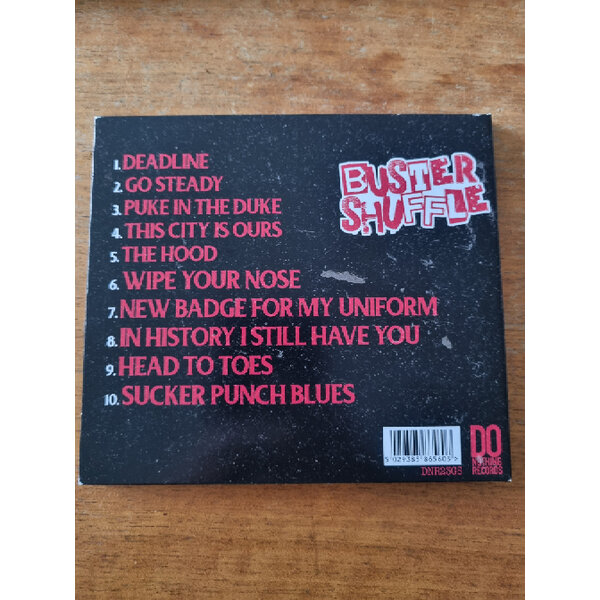 1. DEADLINE
2. GO STEADY
3. PUKE IN THE DUKE
4. THIS CITY IS OURS
5. THE HOOD
6. WIPE YOUR NOSE
7. NEW BADGE FOR MY UNIFORM
8. IN HISTORY I STILL HAVE YOU
9. HEAD TO TOES
10. SUCKER PUNCH BLUES
BUSTER
SHUFFLE
DO
NOTHING
RECORDS